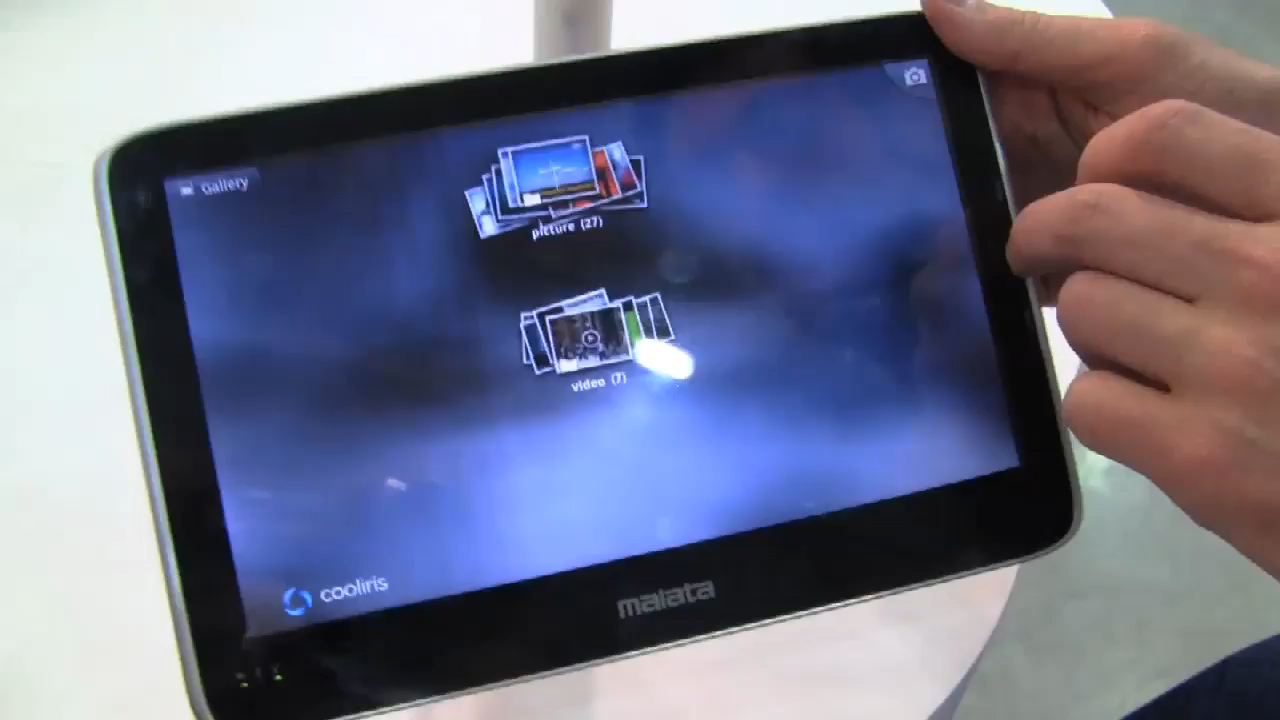 Gallery
picture (27)
video (7)
cooliris
malata